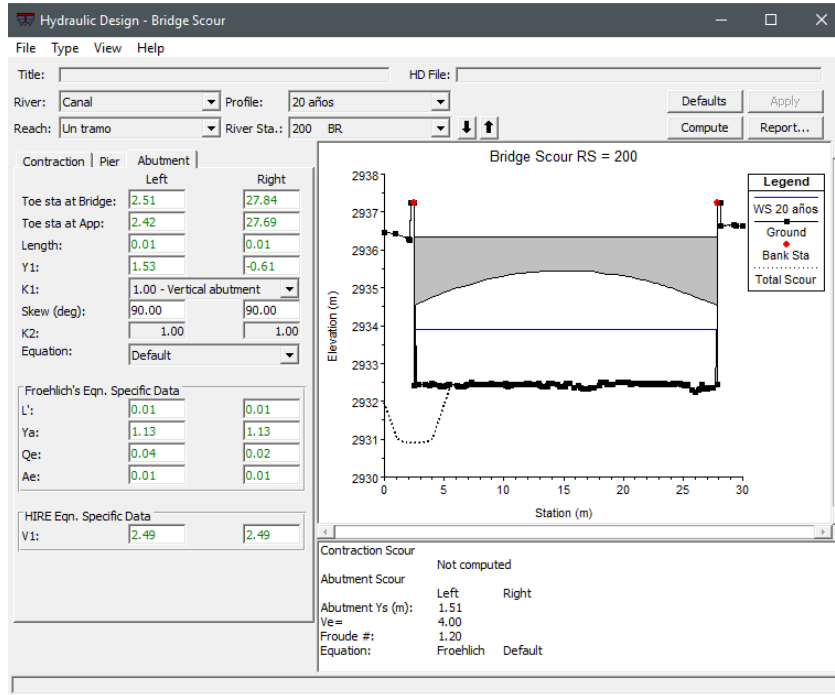 Hydraulic Design - Bridge Scour
File Type View Help
Title: HD File:
River: Canal Profile: 20 años Defaults Apply
Reach: Un tramo River Sta.: 200 BR Compute Report...
Contraction Pier Abutment
Left Right
Toe sta at Bridge: 2.51 27.84
Toe sta at App: 2.42 27.69
Length: 0.01 0.01
Y1: 1.53 -0.61
K1: 1.00 - Vertical abutment
Skew (deg): 90.00 90.00
K2: 1.00 1.00
Equation: Default
Froehlich's Eqn. Specific Data
L': 0.01 0.01
Ya: 1.13 1.13
Qe: 0.04 0.02
Ae: 0.01 0.01
HIRE Eqn. Specific Data
V1: 2.49 2.49
Bridge Scour RS = 200
2938
2937
2936
2935
2934
2933
2932
2931
2930
Elevation (m)
0 5 10 15 20 25 30
Station (m)
Legend
WS 20 años
Ground
Bank Sta
Total Scour
Contraction Scour
Not computed
Abutment Scour
Left Right
Abutment Ys (m): 1.51
Ve= 4.00
Froude #: 1.20
Equation: Froehlich Default